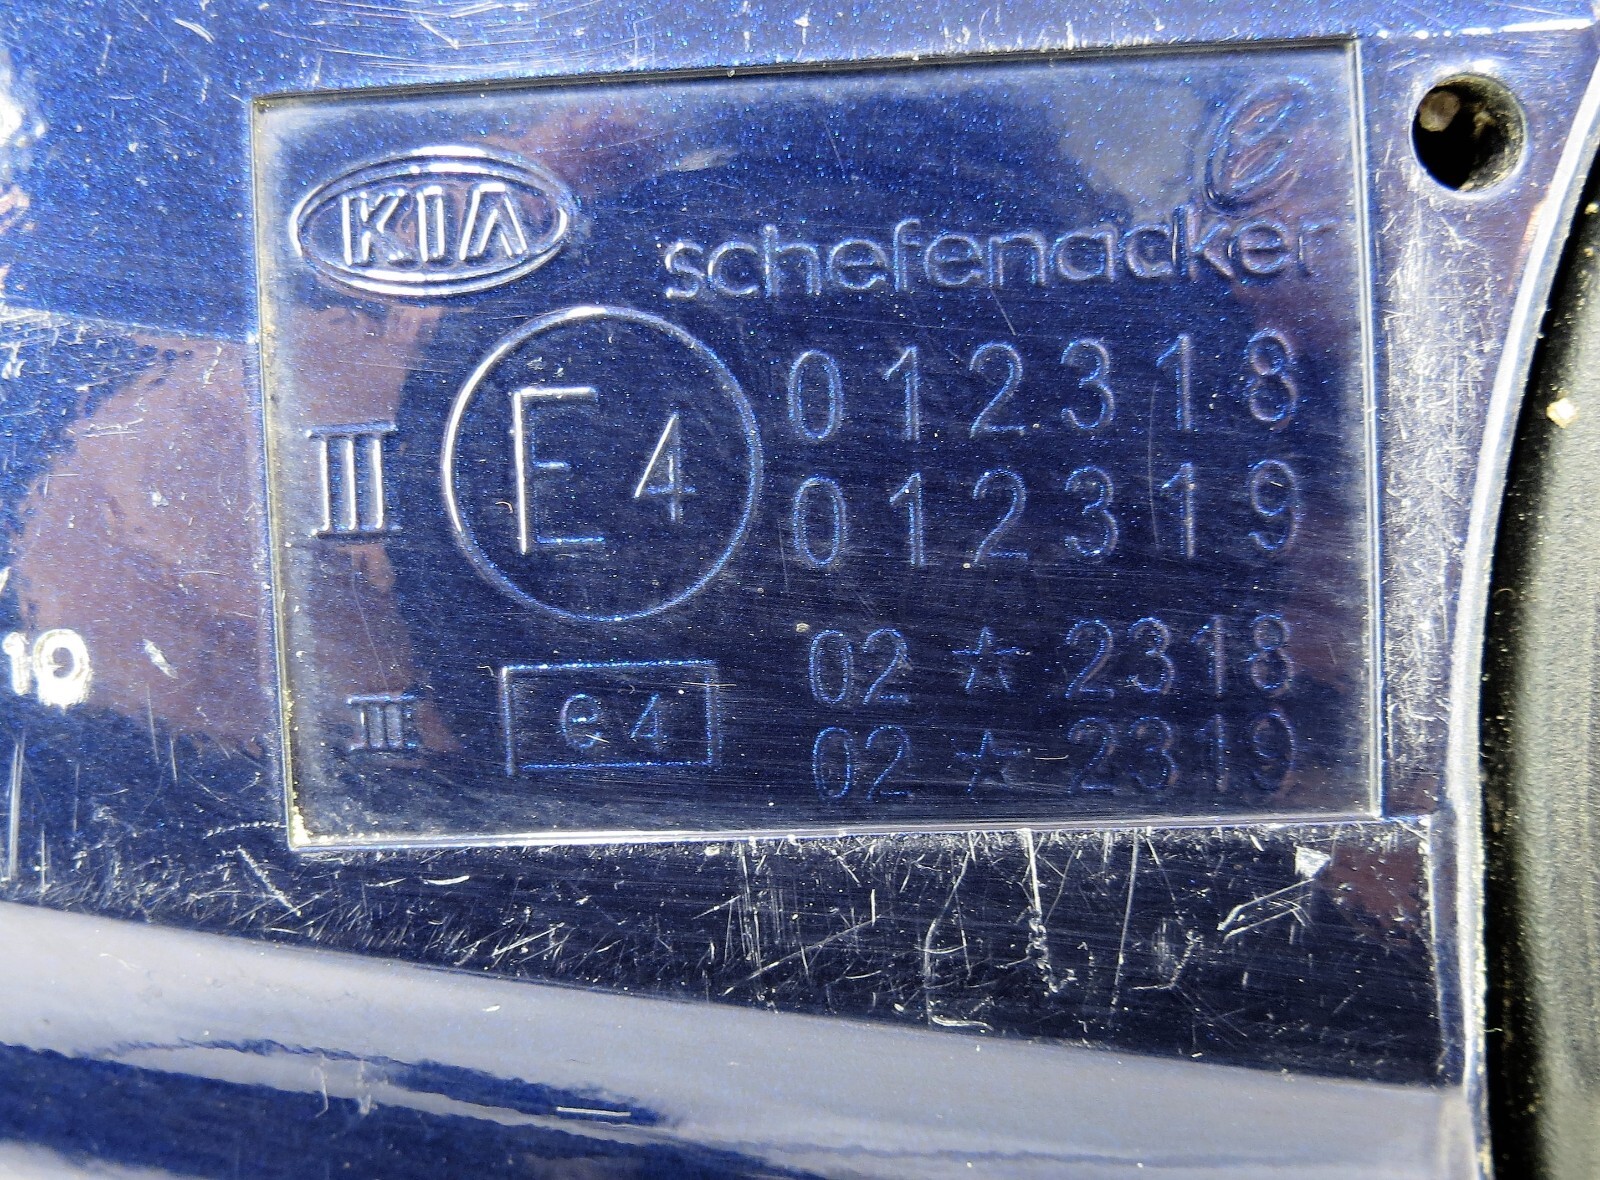 KIA
schefenacker
III E4 012318
012319
III e4 02 ☆ 2318
02 ☆ 2319
10